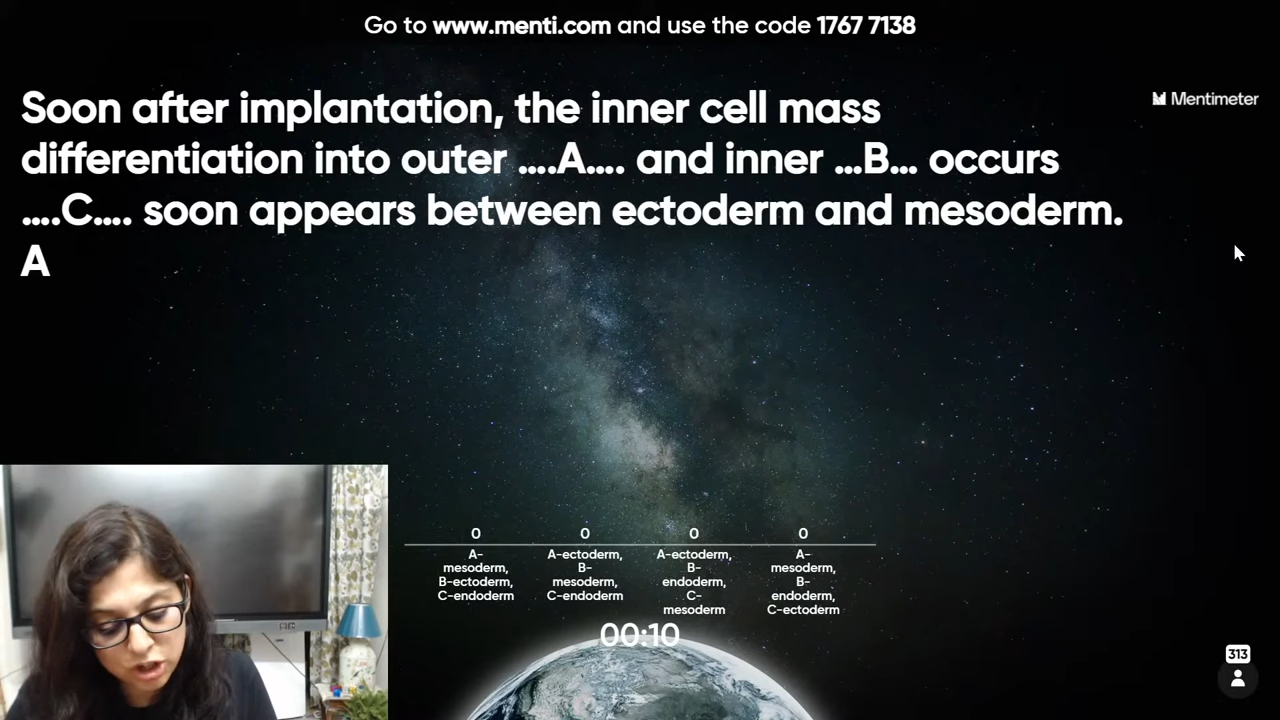 Go to www.menti.com and use the code 1767 7138
Mentimeter
Soon after implantation, the inner cell mass
differentiation into outer ....A.... and inner ...B... occurs
....C.... soon appears between ectoderm and mesoderm.
A
0
0
0
0
A-
mesoderm,
B-ectoderm,
C-endoderm
A-ectoderm,
B-
mesoderm,
C-endoderm
A-ectoderm,
B-
endoderm,
C-
mesoderm
A-
mesoderm,
B-
endoderm,
C-ectoderm
00:10
313